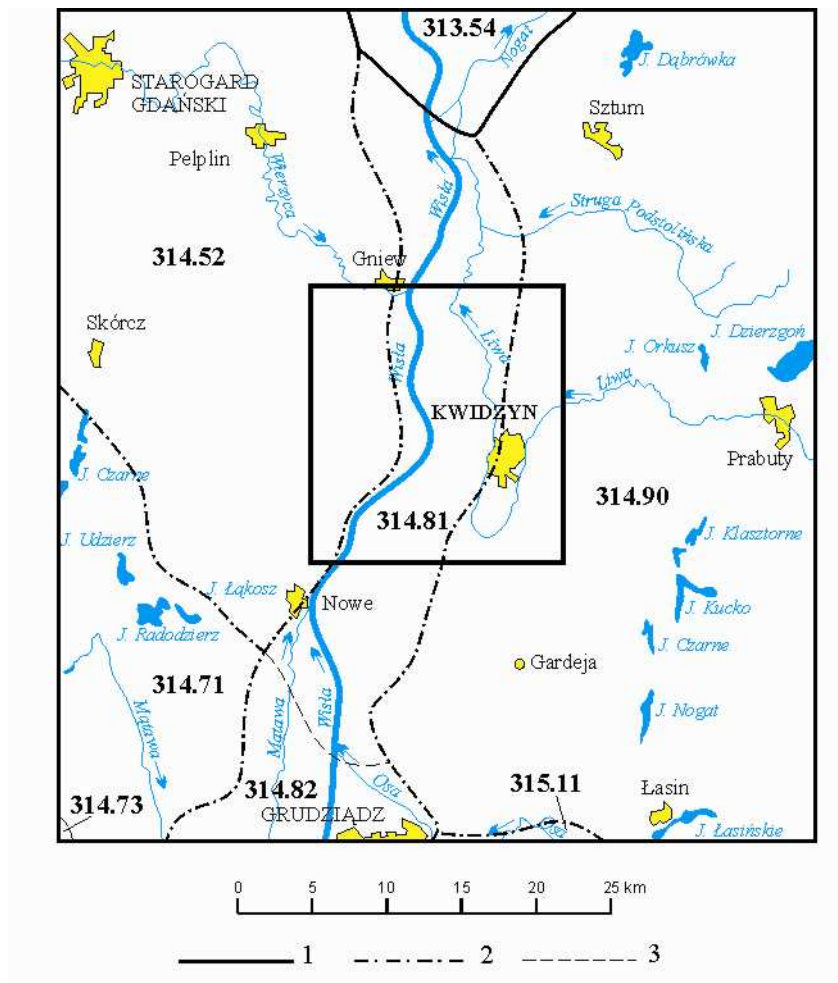 313.54
Nogat
J. Dąbrówka
STAROGARD
GDAŃSKI
Sztum
Pelplin
Wierzyca
Wisła
Struga Podstolińska
314.52
Gniew
Skórcz
J. Dzierzgoń
J. Orkusz
Wisła
Liwa
Liwa
KWIDZYN
Prabuty
J. Czarne
314.90
314.81
J. Klasztorne
J. Udzierz
J. Łąkosz
Nowe
J. Kucko
J. Radodzierz
J. Czarne
Gardeja
314.71
Mątawa
Mątawa
Wisła
J. Nogat
Osa
314.73
314.82
315.11
Łasin
GRUDZIĄDZ
Osa
J. Łasińskie
0 5 10 15 20 25 km
1 2 3